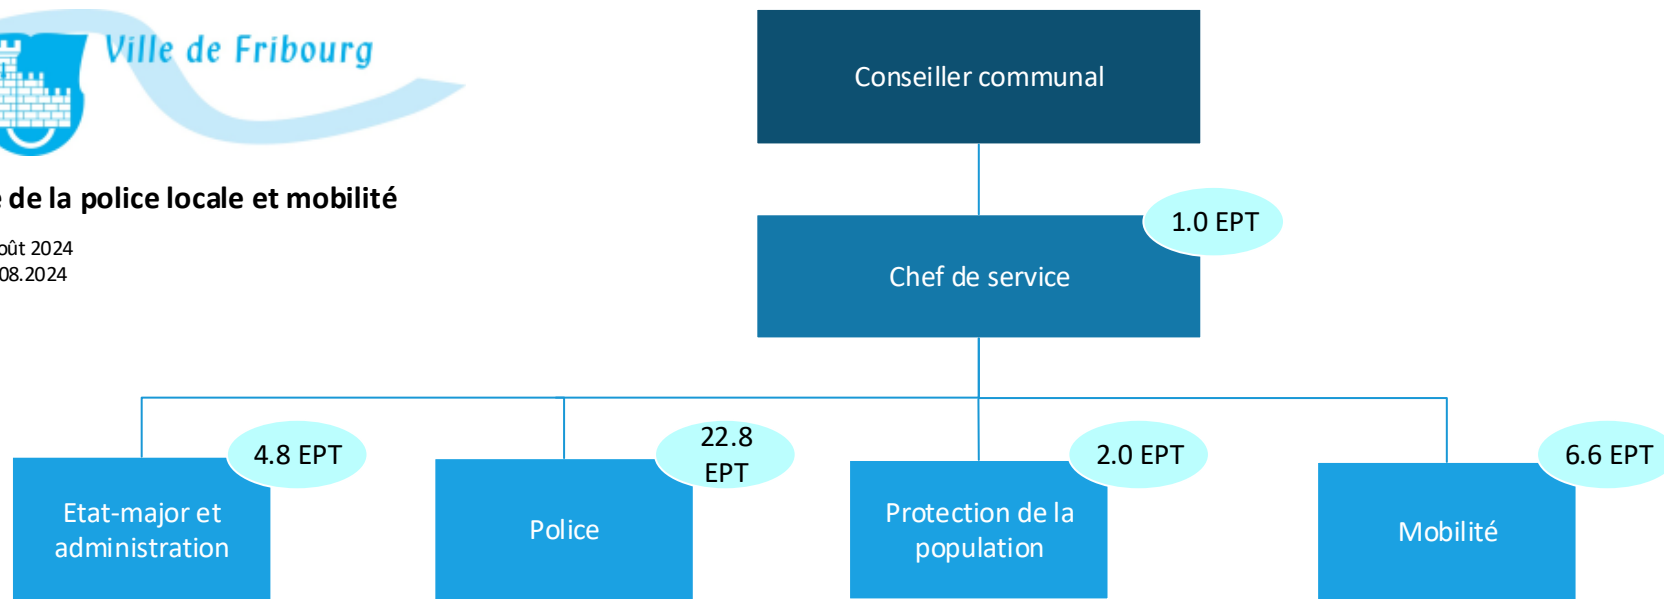 Ville de Fribourg
de la police locale et mobilité
2024
08.2024
Conseiller communal
1.0 EPT
Chef de service
4.8 EPT
22.8
EPT
2.0 EPT
6.6 EPT
Etat-major et
administration
Police
Protection de la
population
Mobilité